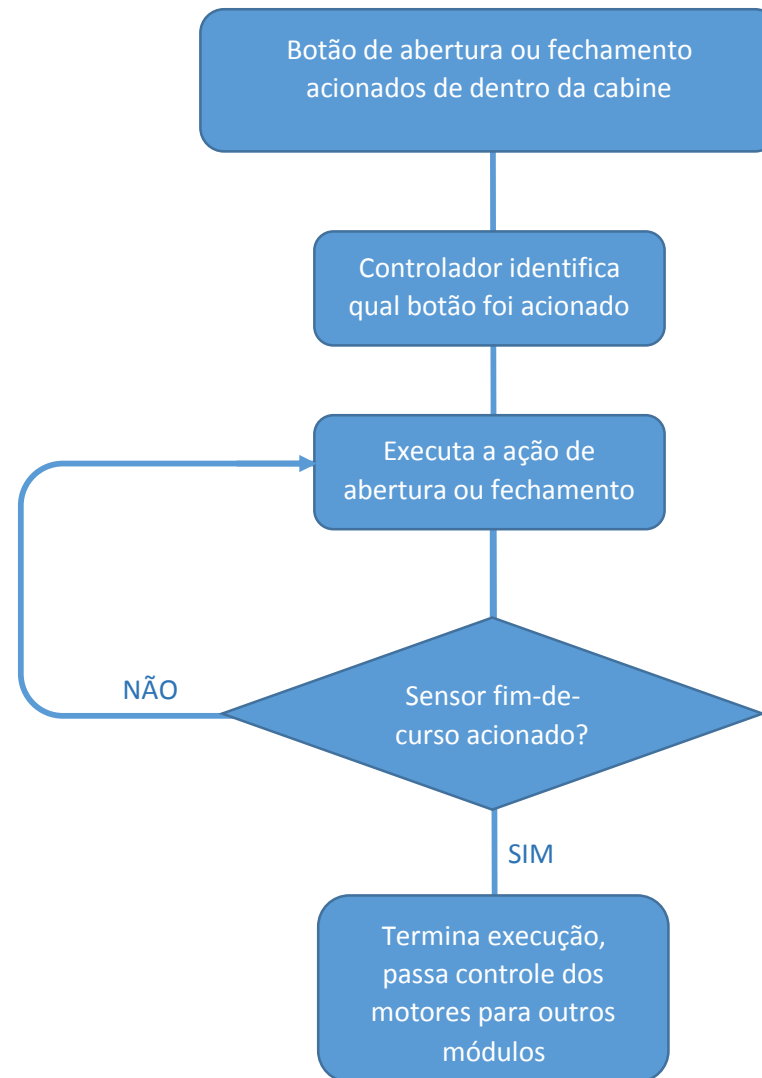 Botão de abertura ou fechamento
acionados de dentro da cabine
Controlador identifica
qual botão foi acionado
Executa a ação de
abertura ou fechamento
NÃO
Sensor fim-de-
curso acionado?
SIM
Termina execução,
passa controle dos
motores para outros
módulos